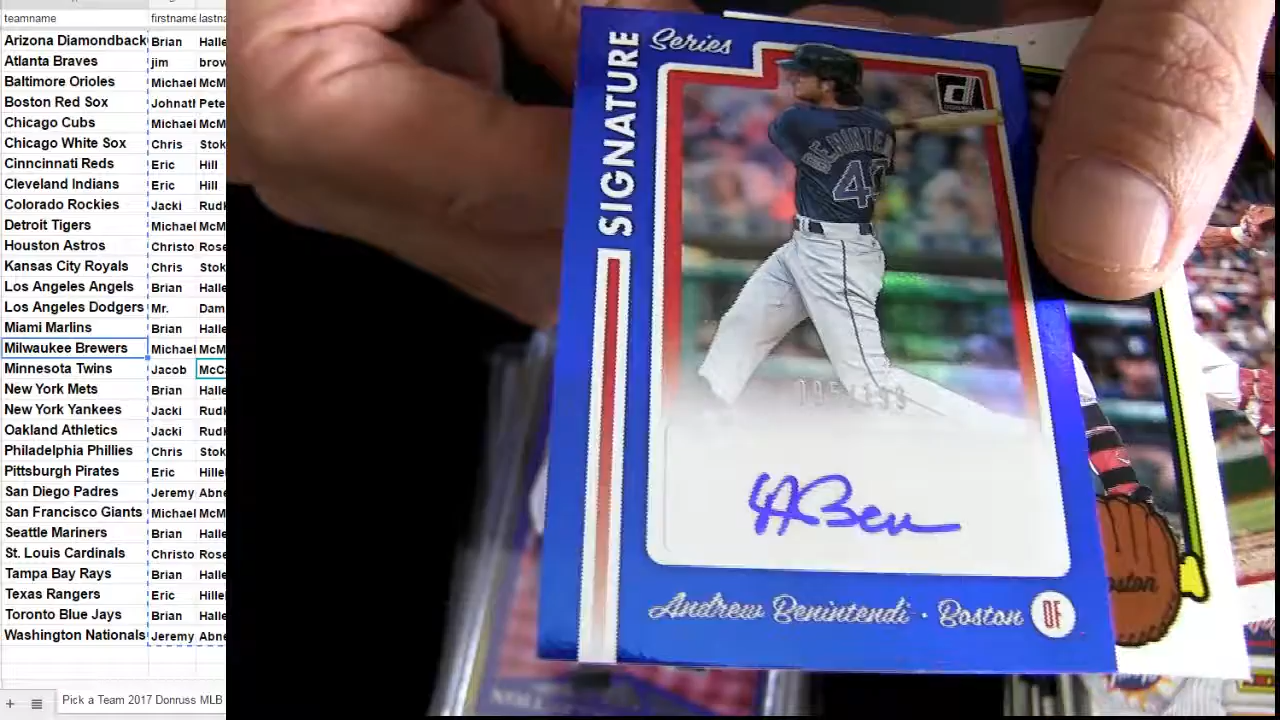 teamname firstname lastna
Arizona Diamondback Brian Halle
Atlanta Braves jim brow
Baltimore Orioles Michael McM
Boston Red Sox Johnath Pete
Chicago Cubs Michael McM
Chicago White Sox Chris Stok
Cinncinnati Reds Eric Hill
Cleveland Indians Eric Hill
Colorado Rockies Jacki Rudk
Detroit Tigers Michael McM
Houston Astros Christo Rose
Kansas City Royals Chris Stok
Los Angeles Angels Brian Halle
Los Angeles Dodgers Mr. Dam
Miami Marlins Brian Halle
Milwaukee Brewers Michael McM
Minnesota Twins Jacob McC
New York Mets Brian Halle
New York Yankees Jacki Rudk
Oakland Athletics Jacki Rudk
Philadelphia Phillies Chris Stok
Pittsburgh Pirates Eric Hille
San Diego Padres Jeremy Abne
San Francisco Giants Michael McM
Seattle Mariners Brian Halle
St. Louis Cardinals Christo Rose
Tampa Bay Rays Brian Halle
Texas Rangers Eric Hille
Toronto Blue Jays Brian Halle
Washington Nationals Jeremy Abne
Pick a Team 2017 Donruss MLB
SIGNATURE
Series
d
ABen
Andrew Benintendi · Boston OF